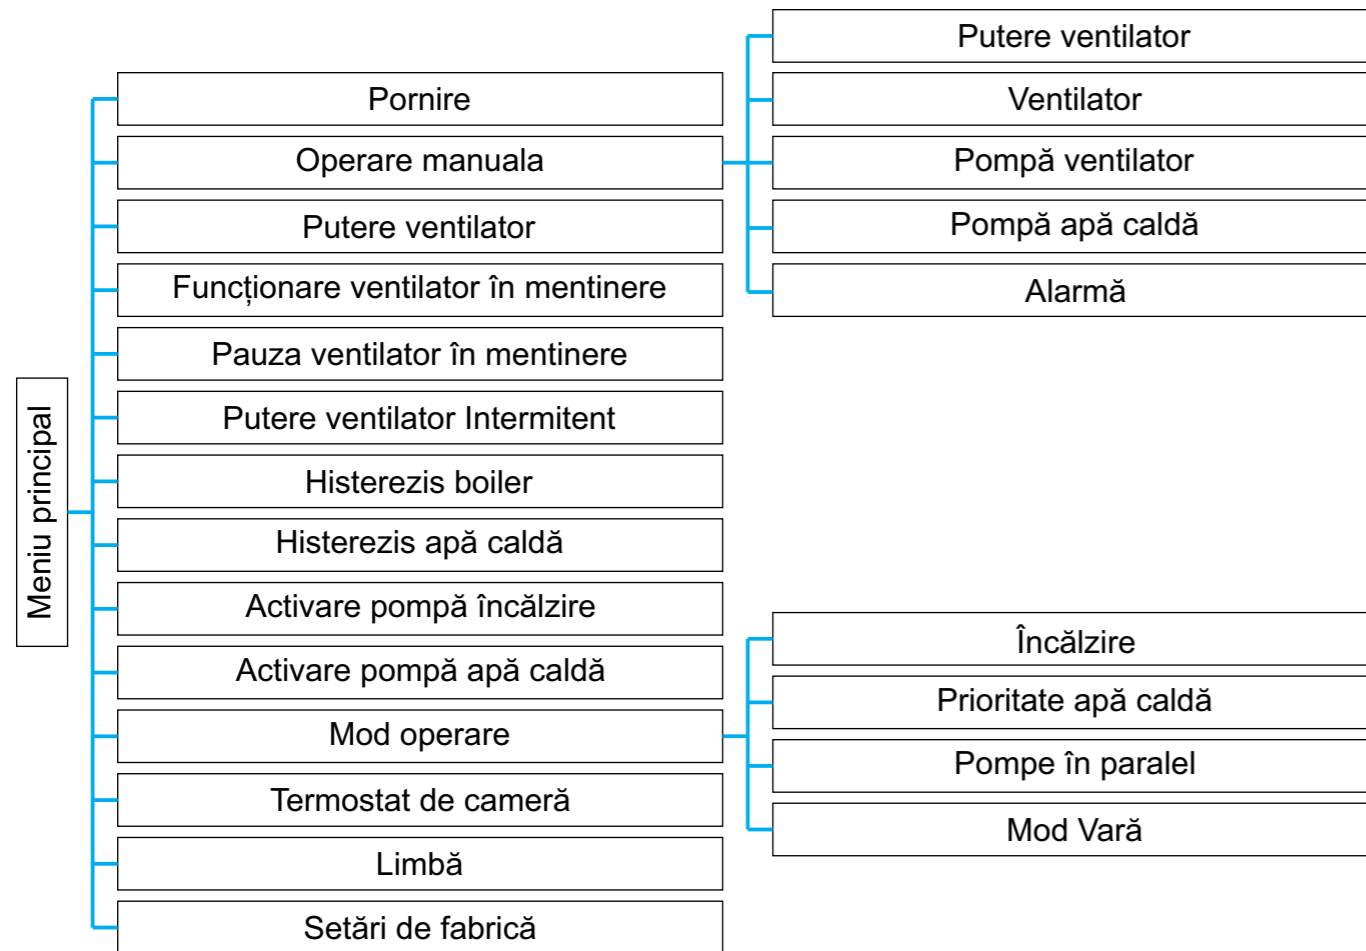 Meniu principal
Pornire
Operare manuala
Putere ventilator
Ventilator
Pompă ventilator
Pompă apă caldă
Alarmă
Putere ventilator
Funcționare ventilator în mentinere
Pauza ventilator în mentinere
Putere ventilator Intermitent
Histerezis boiler
Histerezis apă caldă
Activare pompă încălzire
Activare pompă apă caldă
Mod operare
Încălzire
Prioritate apă caldă
Pompe în paralel
Mod Vară
Termostat de cameră
Limbă
Setări de fabrică